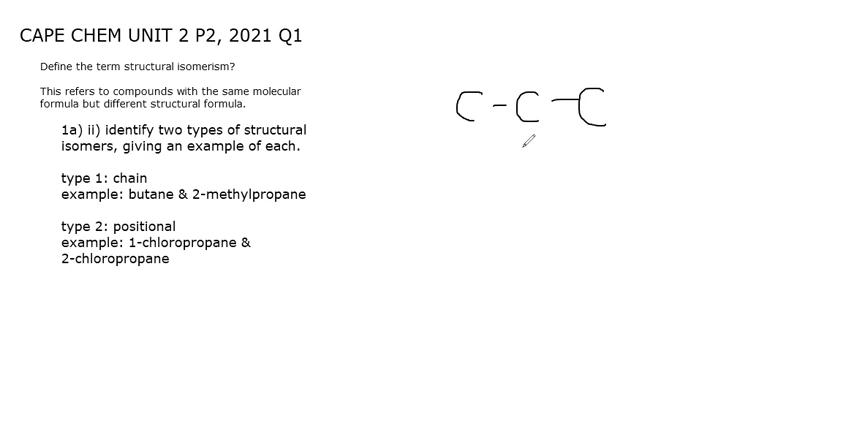 CAPE CHEM UNIT 2 P2, 2021 Q1
Define the term structural isomerism?
This refers to compounds with the same molecular
formula but different structural formula.
1a) ii) identify two types of structural
isomers, giving an example of each.
type 1: chain
example: butane & 2-methylpropane
type 2: positional
example: 1-chloropropane &
2-chloropropane
C - C - C